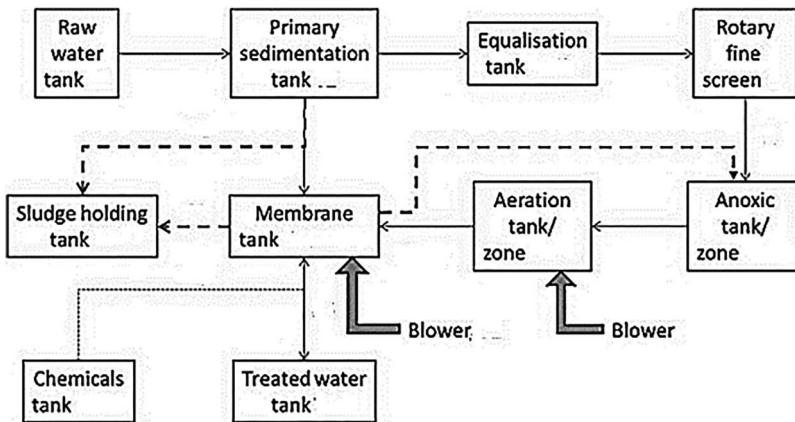 Raw
water
tank
Primary
sedimentation
tank
Equalisation
tank
Rotary
fine
screen
Sludge holding
tank
Membrane
tank
Aeration
tank/
zone
Anoxic
tank/
zone
Blower
Blower
Chemicals
tank
Treated water
tank